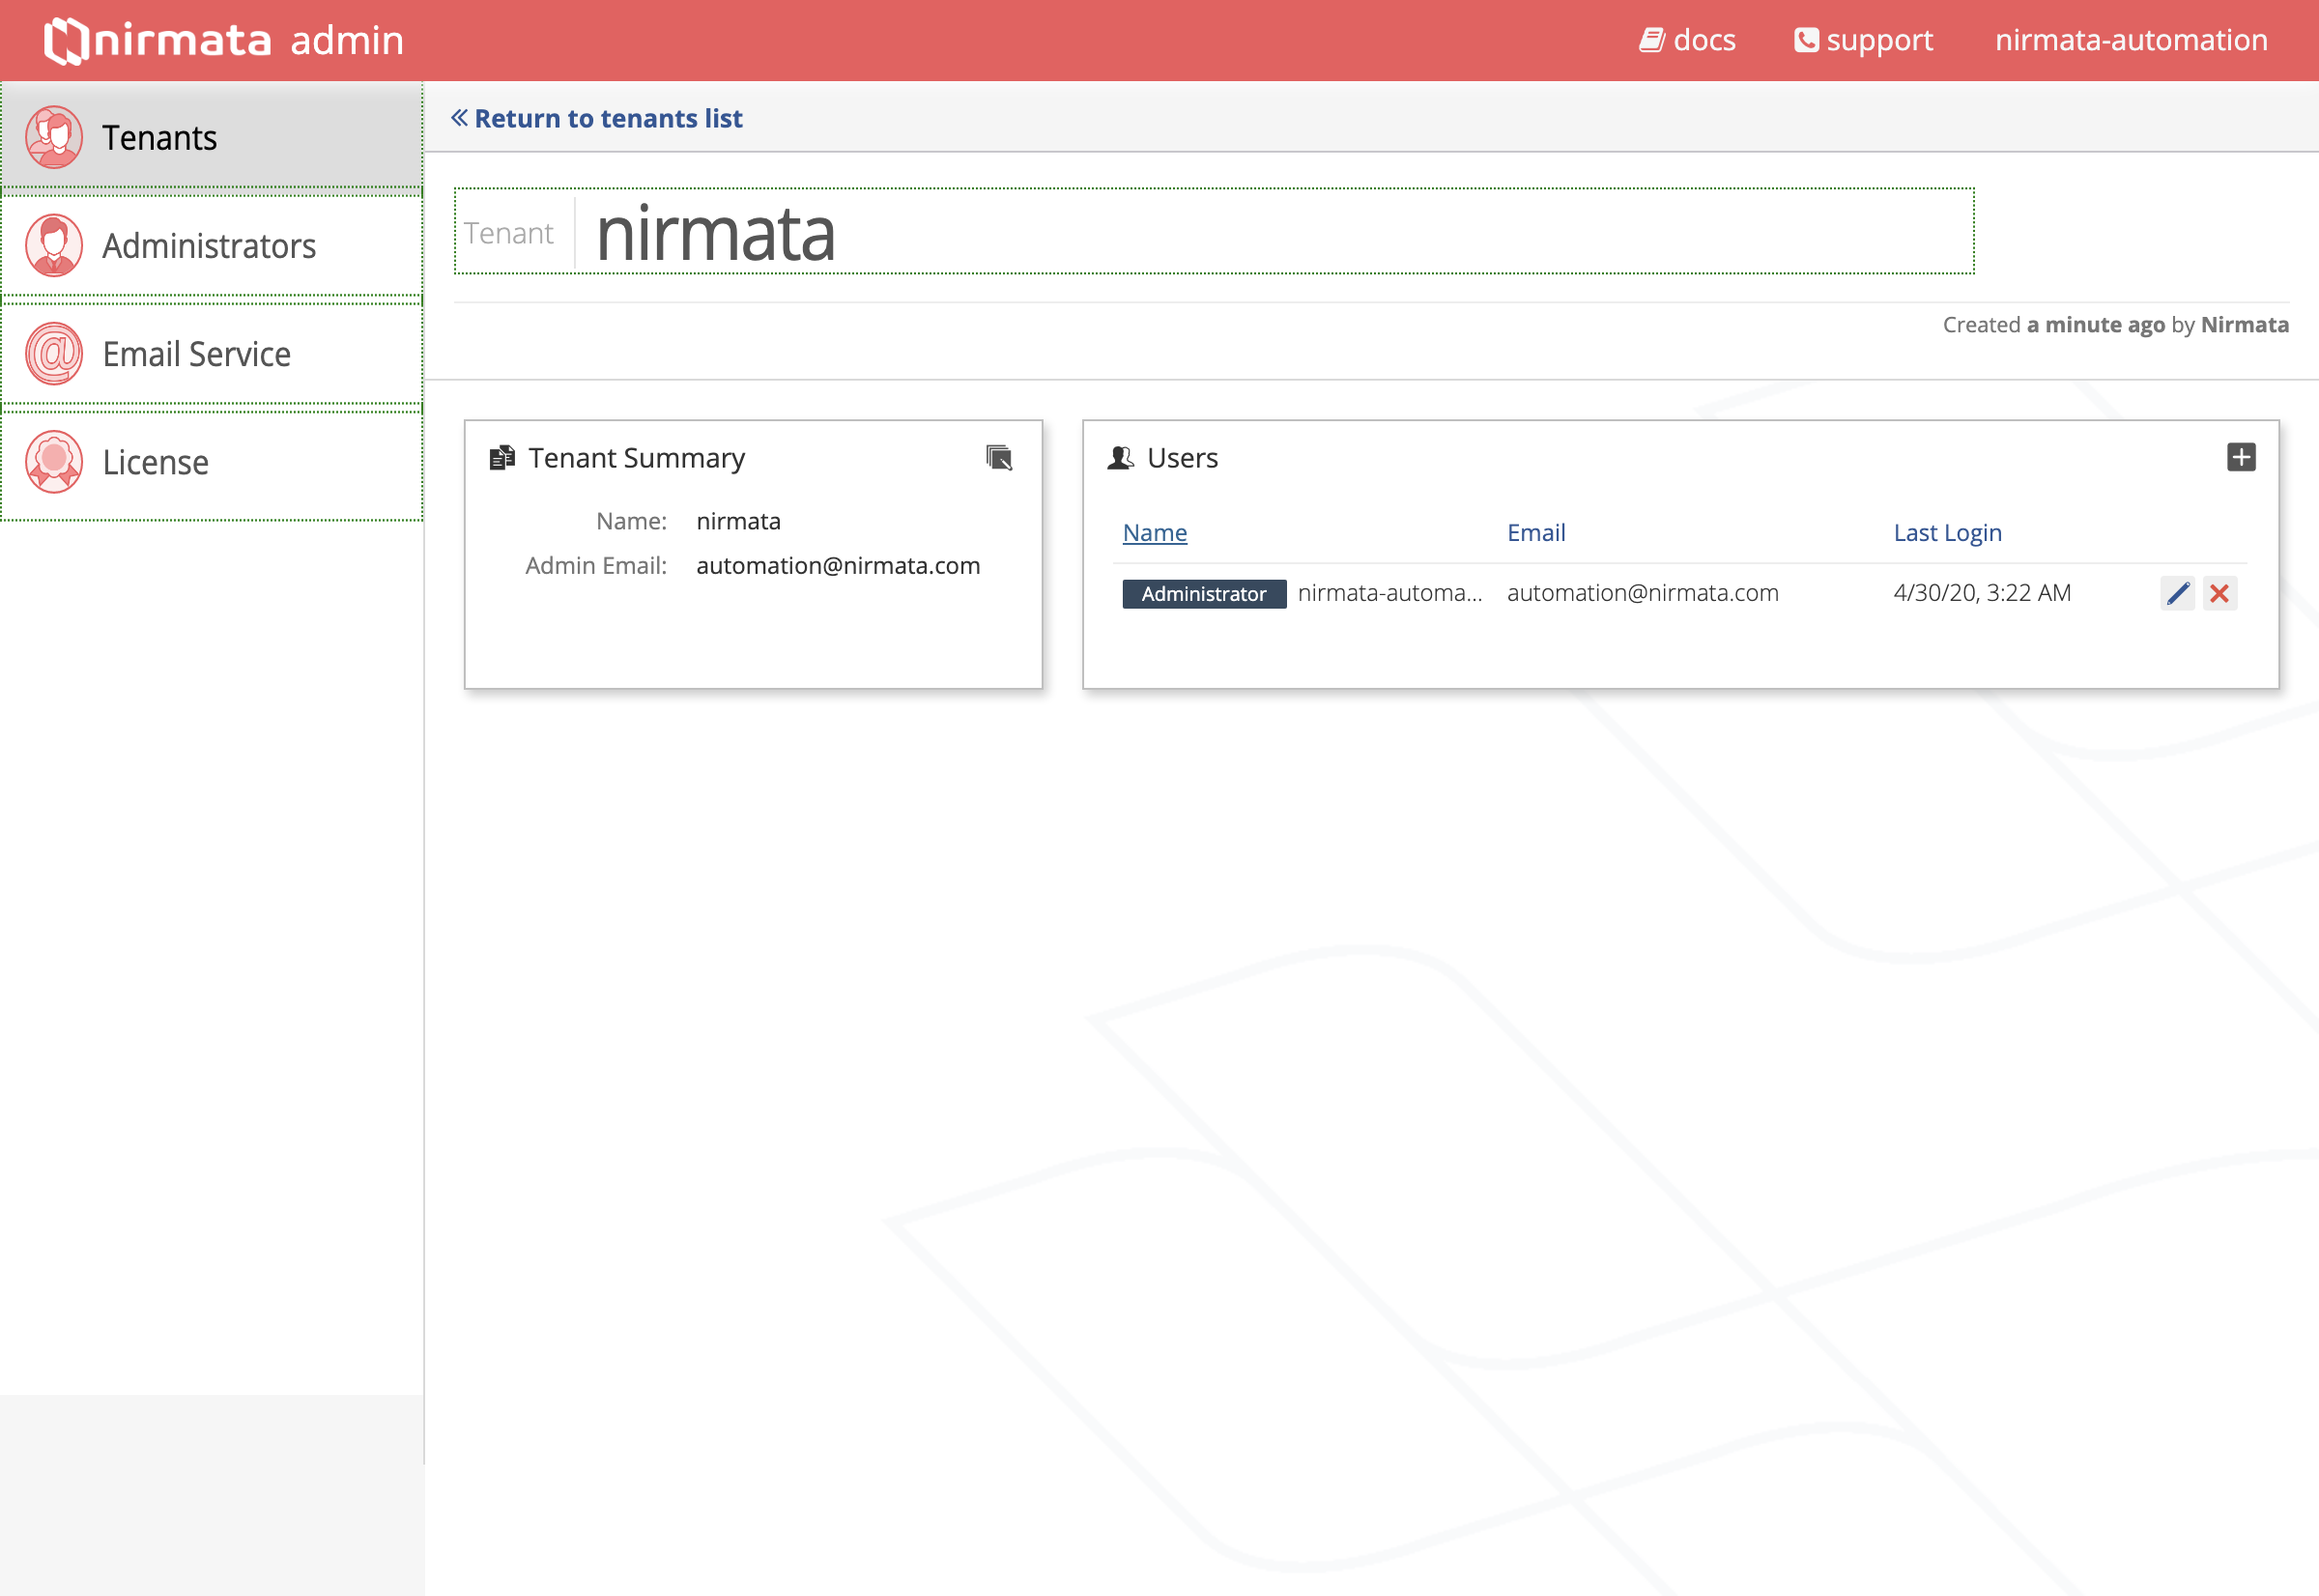 nirmata admin
docs
support
nirmata-automation
Tenants
Administrators
Email Service
License
« Return to tenants list
Tenant nirmata
Created a minute ago by Nirmata
Tenant Summary
Name: nirmata
Admin Email: automation@nirmata.com
Users
Name Email Last Login
Administrator nirmata-automa... automation@nirmata.com 4/30/20, 3:22 AM